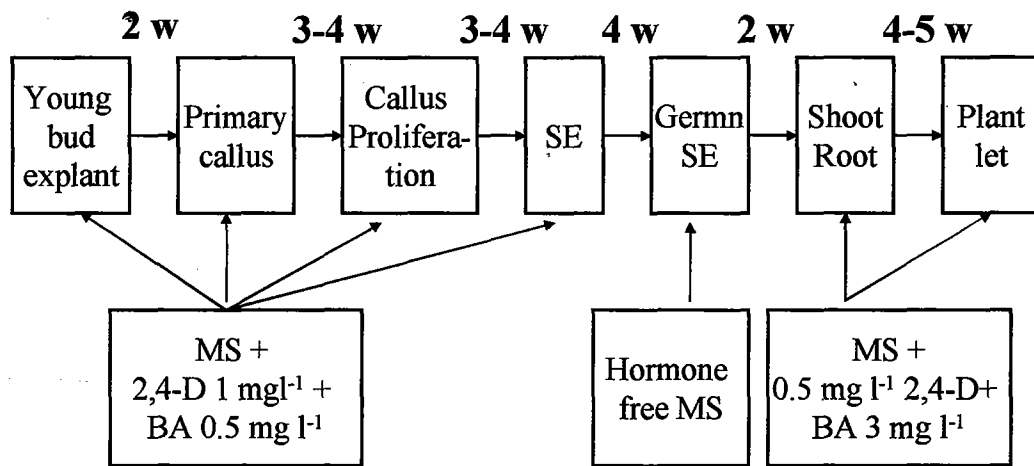 2 w 3-4 w 3-4 w 4 w 2 w 4-5 w
Young
bud
explant
Primary
callus
Callus
Prolifera-
tion
SE
Germn
SE
Shoot
Root
Plant
let
MS +
2,4-D 1 mgl⁻¹ +
BA 0.5 mg l⁻¹
Hormone
free MS
MS +
0.5 mg l⁻¹ 2,4-D+
BA 3 mg l⁻¹